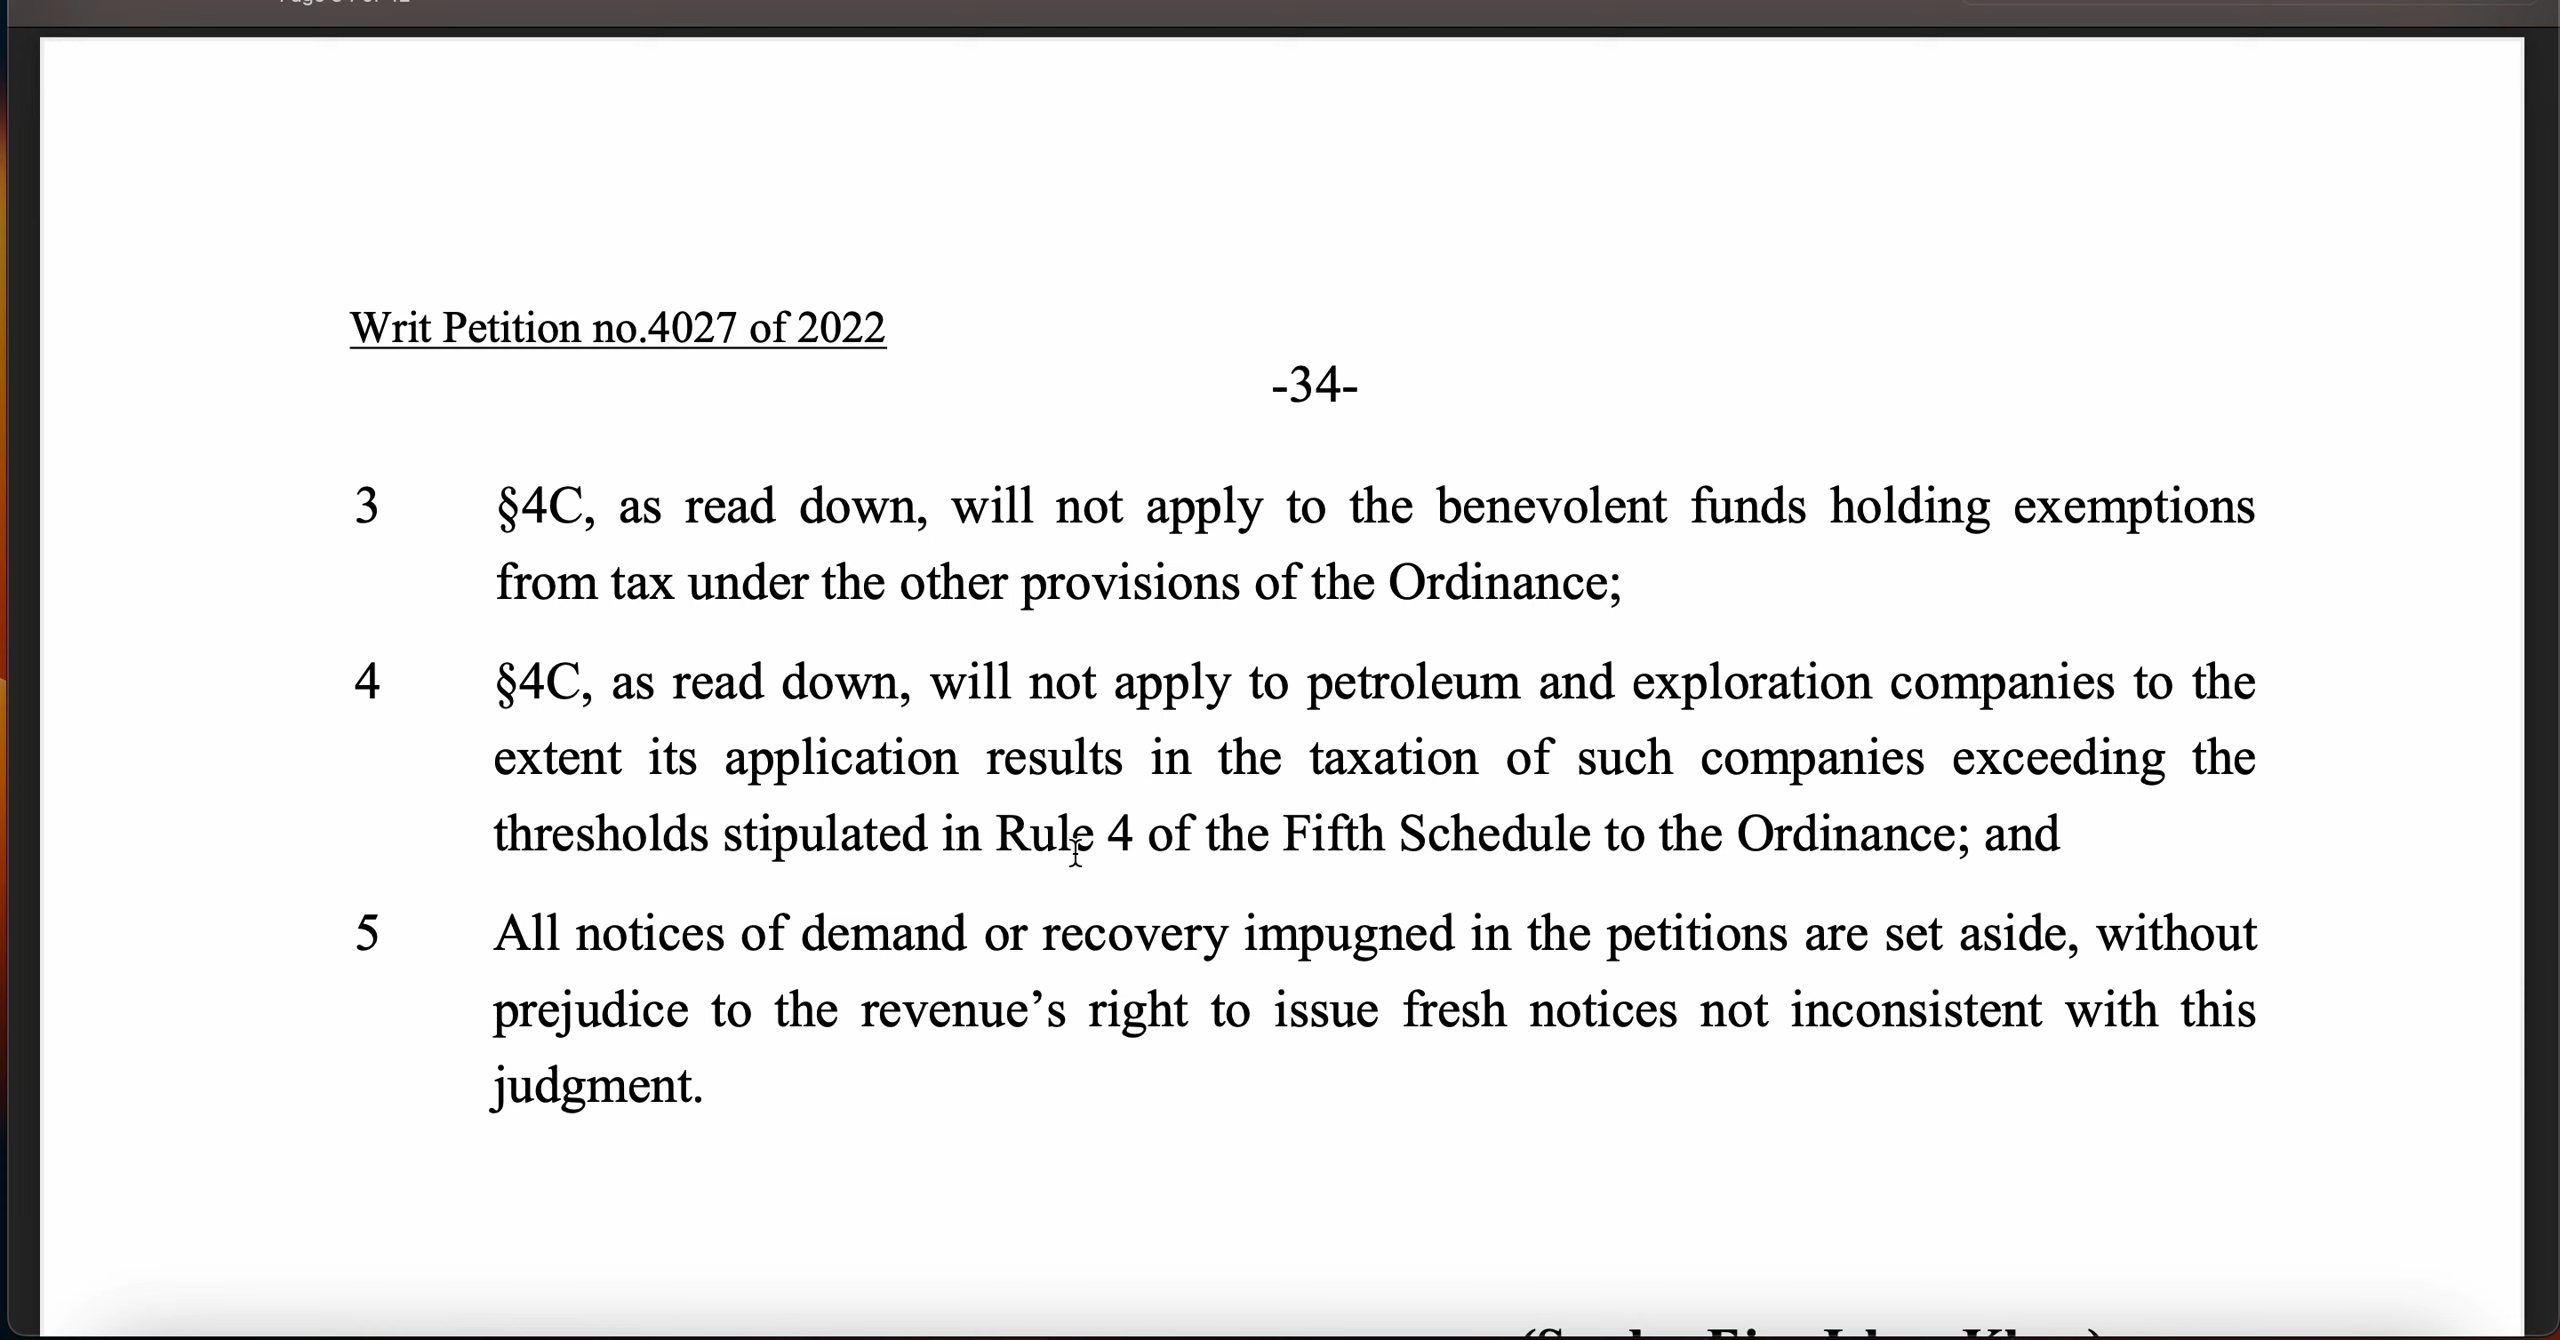 Writ Petition no.4027 of 2022
-34-
3 §4C, as read down, will not apply to the benevolent funds holding exemptions
from tax under the other provisions of the Ordinance;
4 §4C, as read down, will not apply to petroleum and exploration companies to the
extent its application results in the taxation of such companies exceeding the
thresholds stipulated in Rule 4 of the Fifth Schedule to the Ordinance; and
5 All notices of demand or recovery impugned in the petitions are set aside, without
prejudice to the revenue’s right to issue fresh notices not inconsistent with this
judgment.